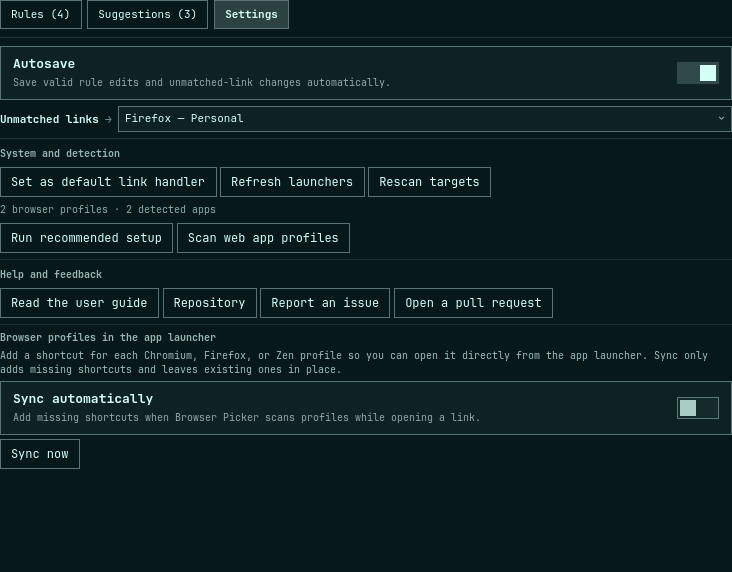 Rules (4) Suggestions (3) Settings
Autosave
Save valid rule edits and unmatched-link changes automatically.
Unmatched links → Firefox — Personal
System and detection
Set as default link handler Refresh launchers Rescan targets
2 browser profiles · 2 detected apps
Run recommended setup Scan web app profiles
Help and feedback
Read the user guide Repository Report an issue Open a pull request
Browser profiles in the app launcher
Add a shortcut for each Chromium, Firefox, or Zen profile so you can open it directly from the app launcher. Sync only
adds missing shortcuts and leaves existing ones in place.
Sync automatically
Add missing shortcuts when Browser Picker scans profiles while opening a link.
Sync now